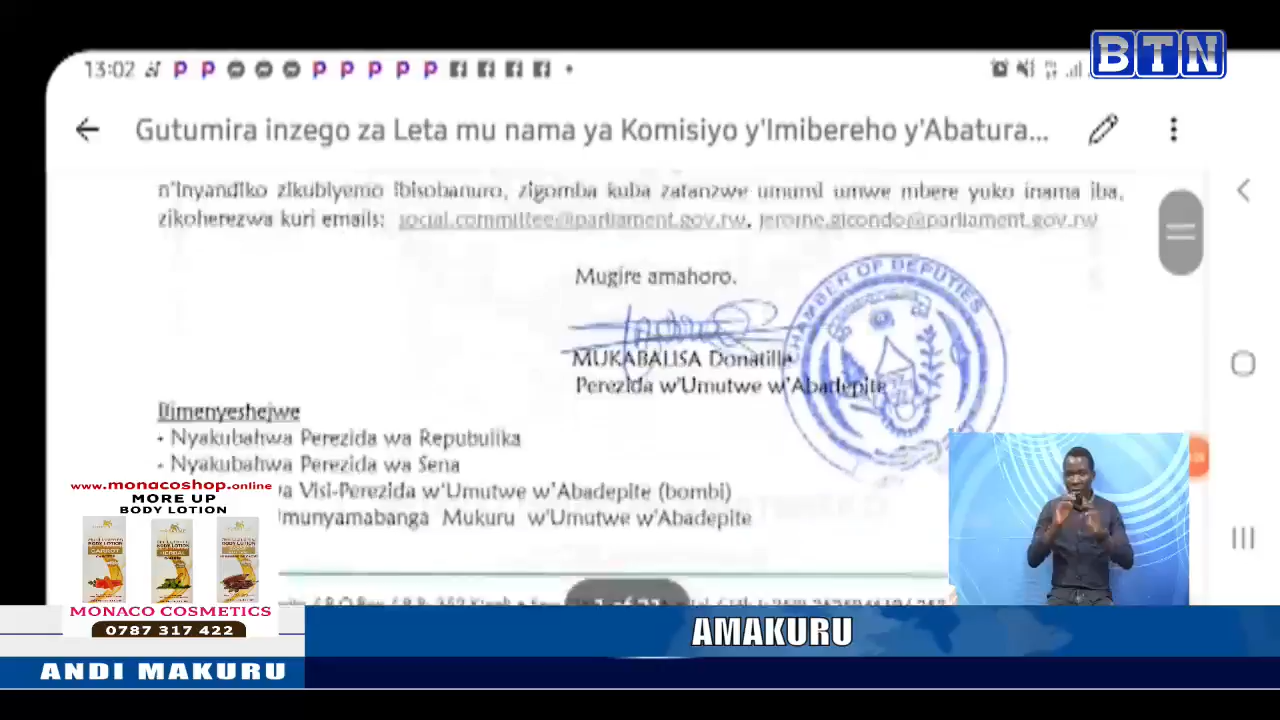 BTN
13:02
Gutumira inzego za Leta mu nama ya Komisiyo y'Imibereho y'Abatura...
n'inyandiko zikubiyemo ibisobanuro, zigomba kuba zatanzwe umunsi umwe mbere yuko inama iba,
zikoherezwa kuri emails: social.committee@parliament.gov.rw, jerome.gicondo@parliament.gov.rw
Mugire amahoro.
CHAMBER OF DEPUTIES
MUKABALISA Donatille
Perezida w'Umutwe w'Abadepite
Bimenyeshejwe
- Nyakubahwa Perezida wa Repubulika
- Nyakubahwa Perezida wa Sena
Visi-Perezida w'Umutwe w'Abadepite (bombi)
Mukuru w'Umutwe w'Abadepite
www.monacoshop.online
MORE UP
BODY LOTION
CARROT
HERBAL
MONACO COSMETICS
0787 317 422
AMAKURU
ANDI MAKURU